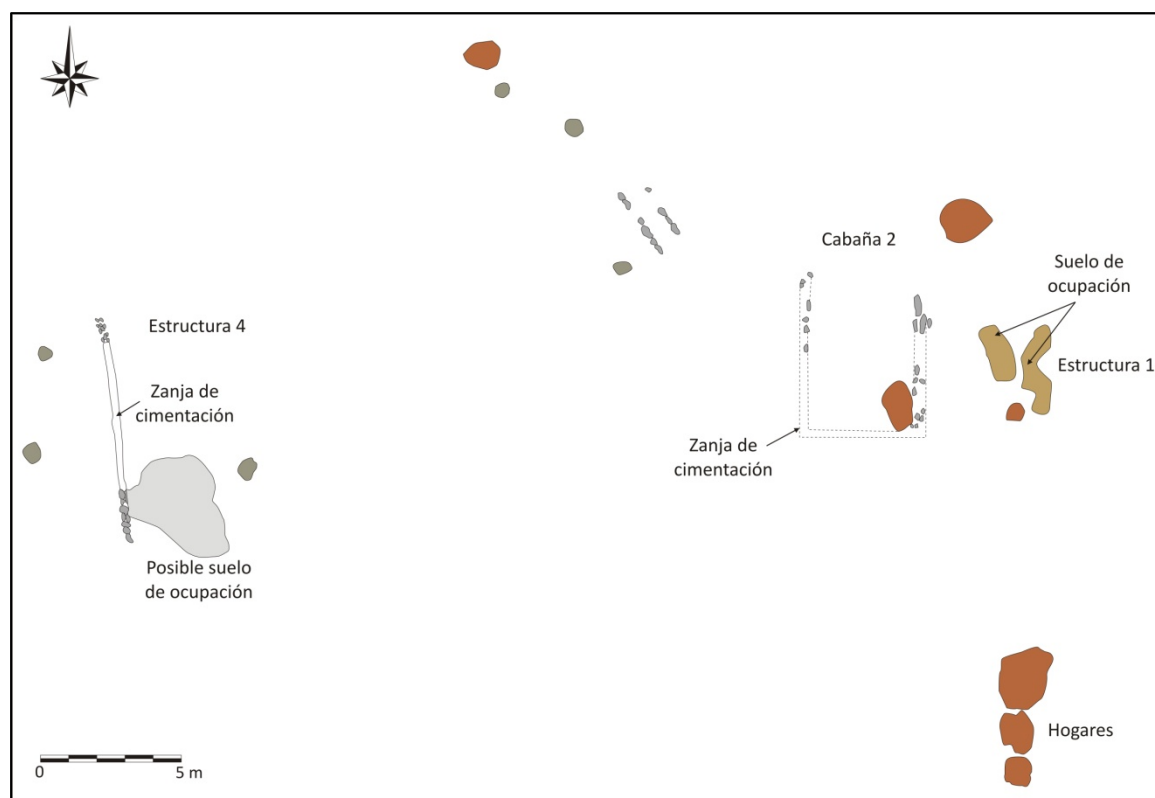 Cabaña 2
Suelo de
ocupación
Estructura 4
Estructura 1
Zanja de
cimentación
Zanja de
cimentación
Posible suelo
de ocupación
Hogares
0
5 m